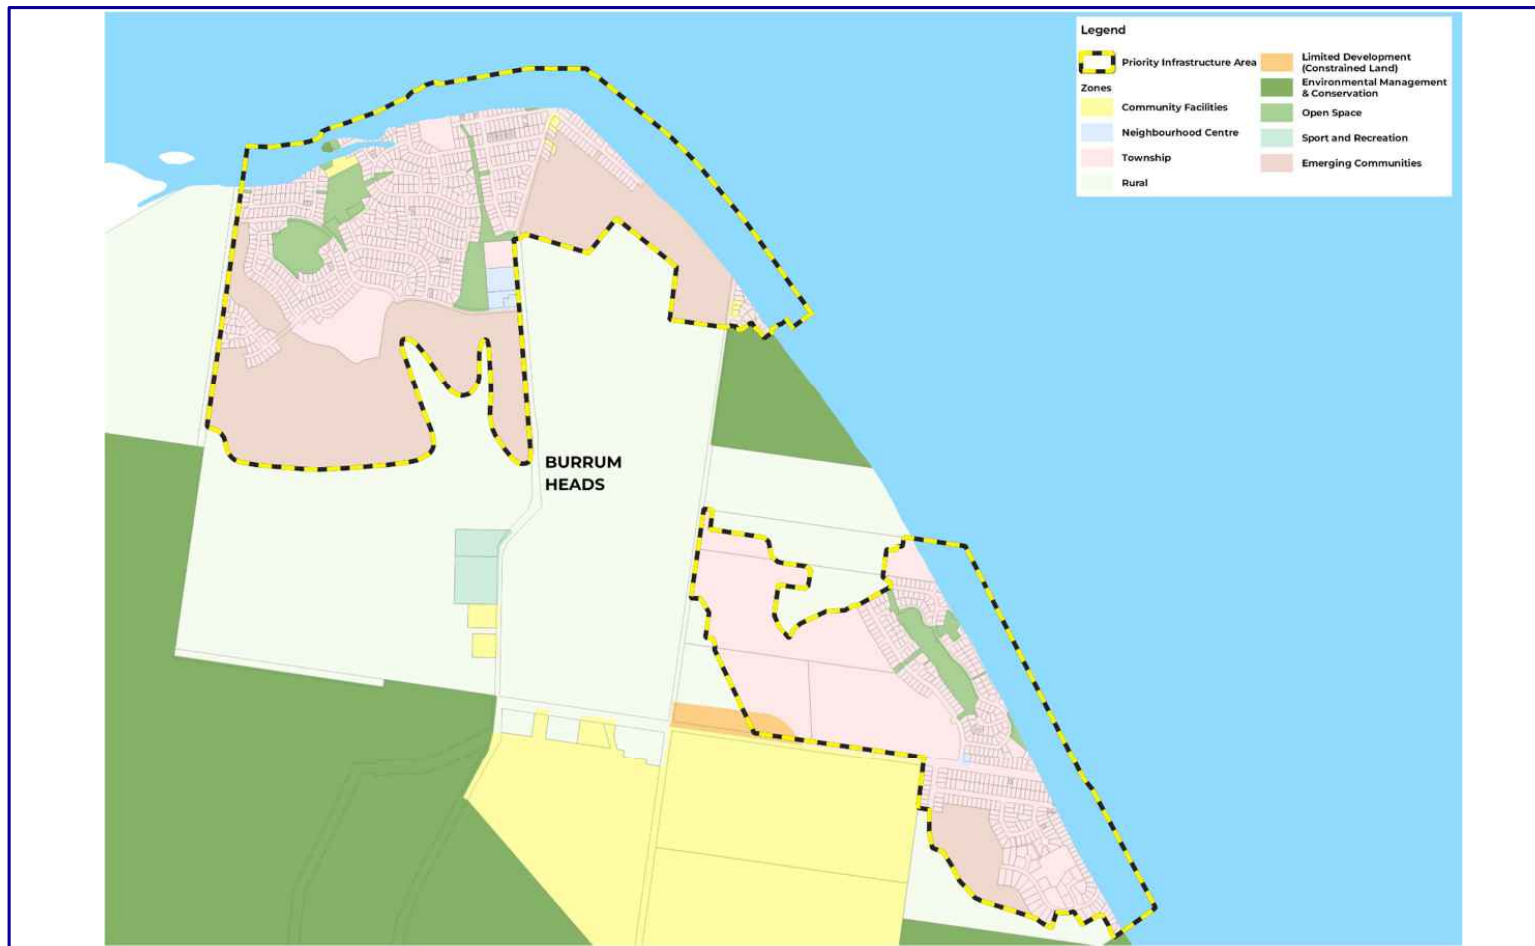 Legend
Priority Infrastructure Area
Zones
Community Facilities
Neighbourhood Centre
Township
Rural
Limited Development
(Constrained Land)
Environmental Management
& Conservation
Open Space
Sport and Recreation
Emerging Communities
BURRUM
HEADS